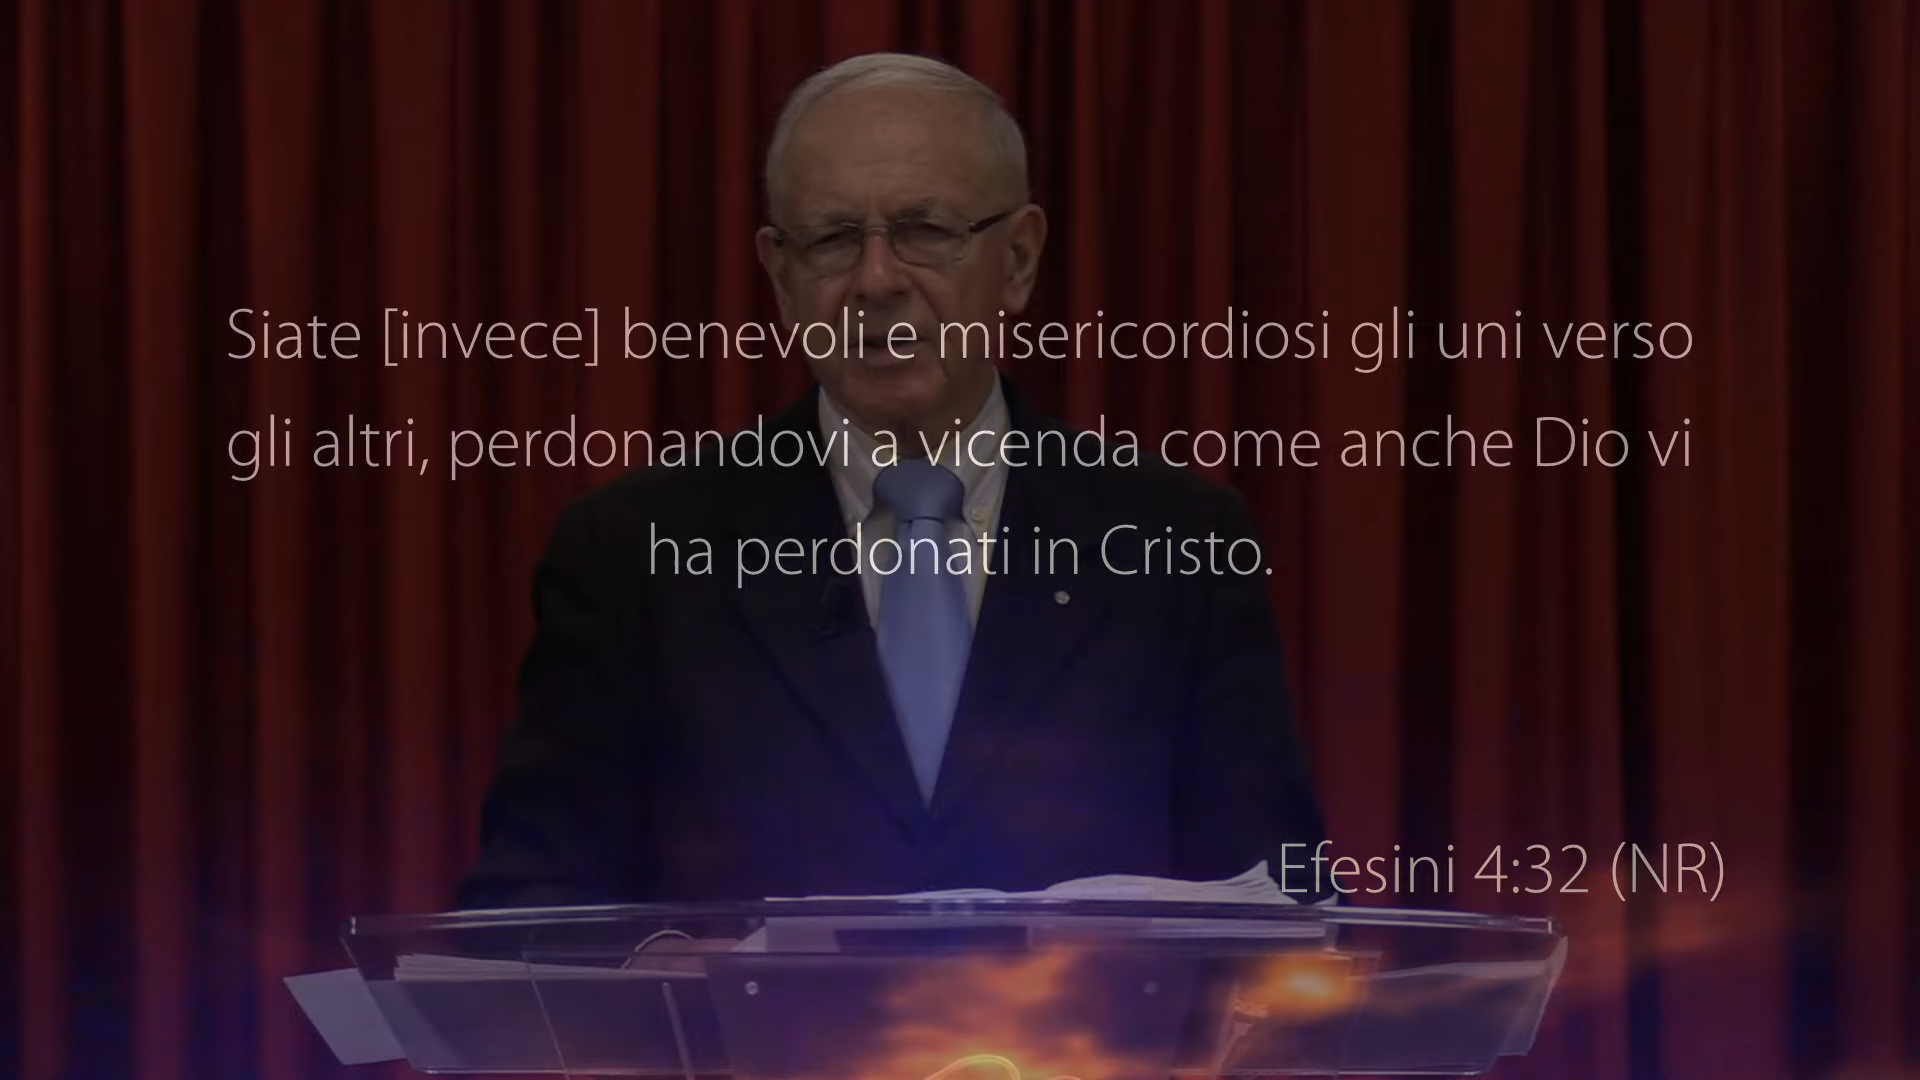 Siate [invece] benevoli e misericordiosi gli uni verso
gli altri, perdonandovi a vicenda come anche Dio vi
ha perdonati in Cristo.
Efesini 4:32 (NR)